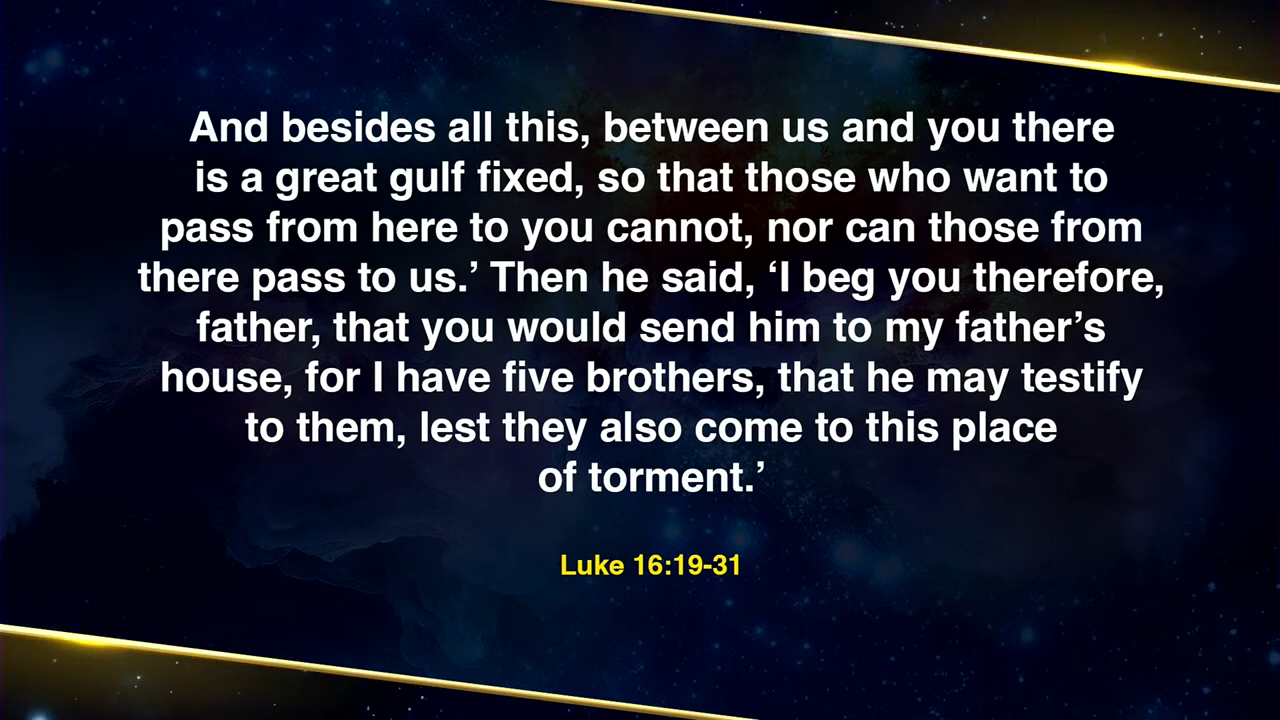 And besides all this, between us and you there
is a great gulf fixed, so that those who want to
pass from here to you cannot, nor can those from
there pass to us.’ Then he said, ‘I beg you therefore,
father, that you would send him to my father’s
house, for I have five brothers, that he may testify
to them, lest they also come to this place
of torment.’
Luke 16:19-31